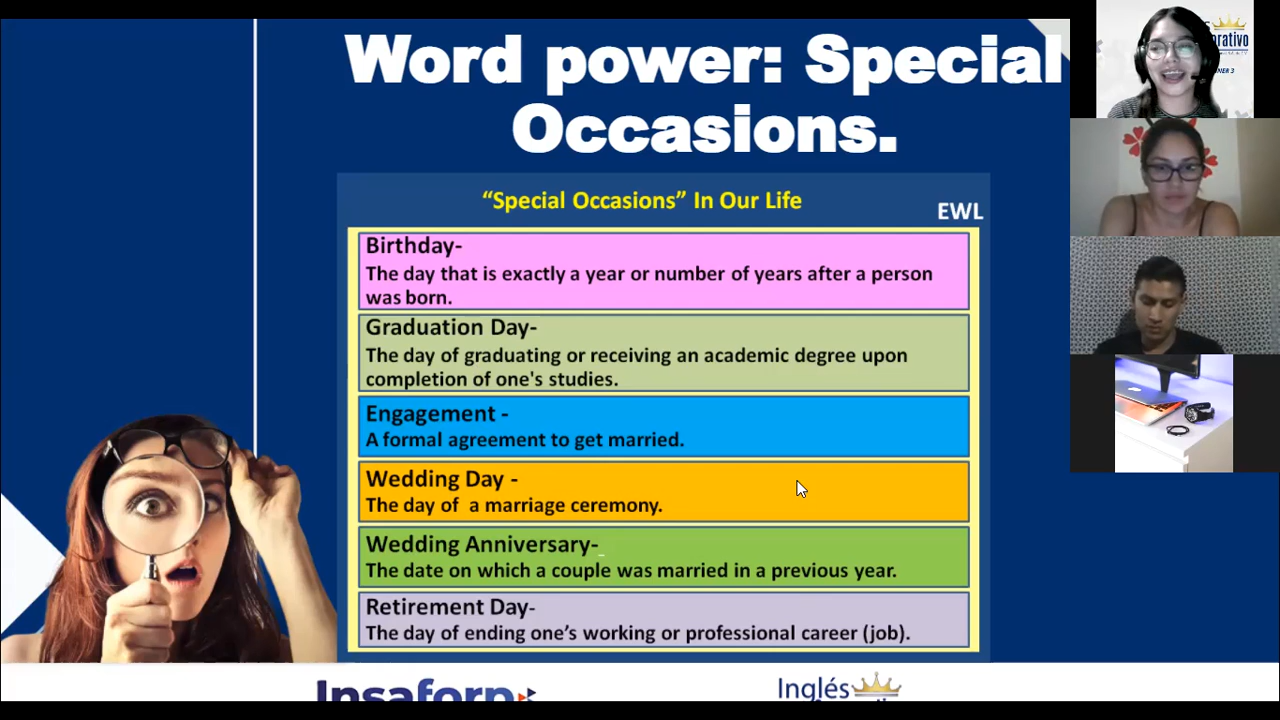 Word power: Special
Occasions.
“Special Occasions” In Our Life
EWL
Birthday-
The day that is exactly a year or number of years after a person
was born.
Graduation Day-
The day of graduating or receiving an academic degree upon
completion of one's studies.
Engagement -
A formal agreement to get married.
Wedding Day -
The day of a marriage ceremony.
Wedding Anniversary-
The date on which a couple was married in a previous year.
Retirement Day-
The day of ending one’s working or professional career (job).
Insaforp
Inglés